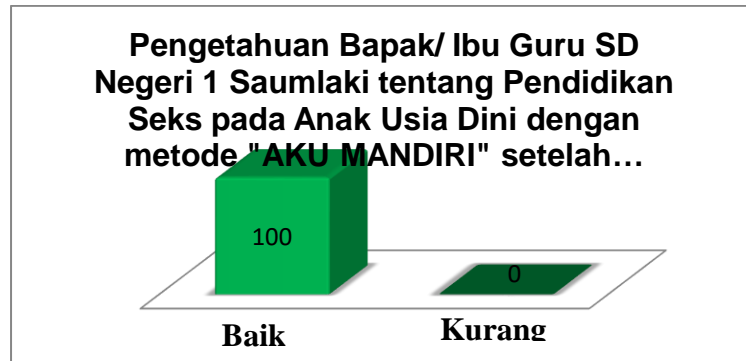 Pengetahuan Bapak/ Ibu Guru SD
Negeri 1 Saumlaki tentang Pendidikan
Seks pada Anak Usia Dini dengan
metode "AKU MANDIRI" setelah…
100
0
Baik
Kurang